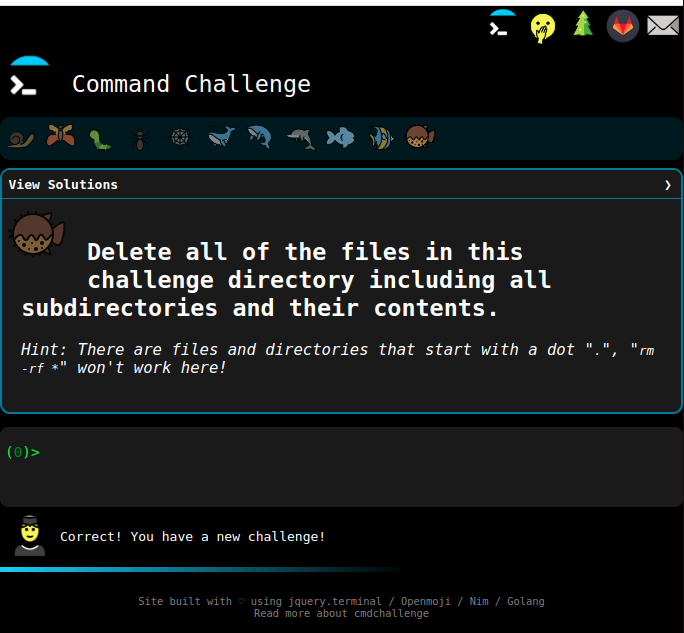 Command Challenge
View Solutions ❯
Delete all of the files in this
challenge directory including all
subdirectories and their contents.
Hint: There are files and directories that start with a dot ".", "rm
-rf *" won't work here!
(0)>
Correct! You have a new challenge!
Site built with ♡ using jquery.terminal / Openmoji / Nim / Golang
Read more about cmdchallenge